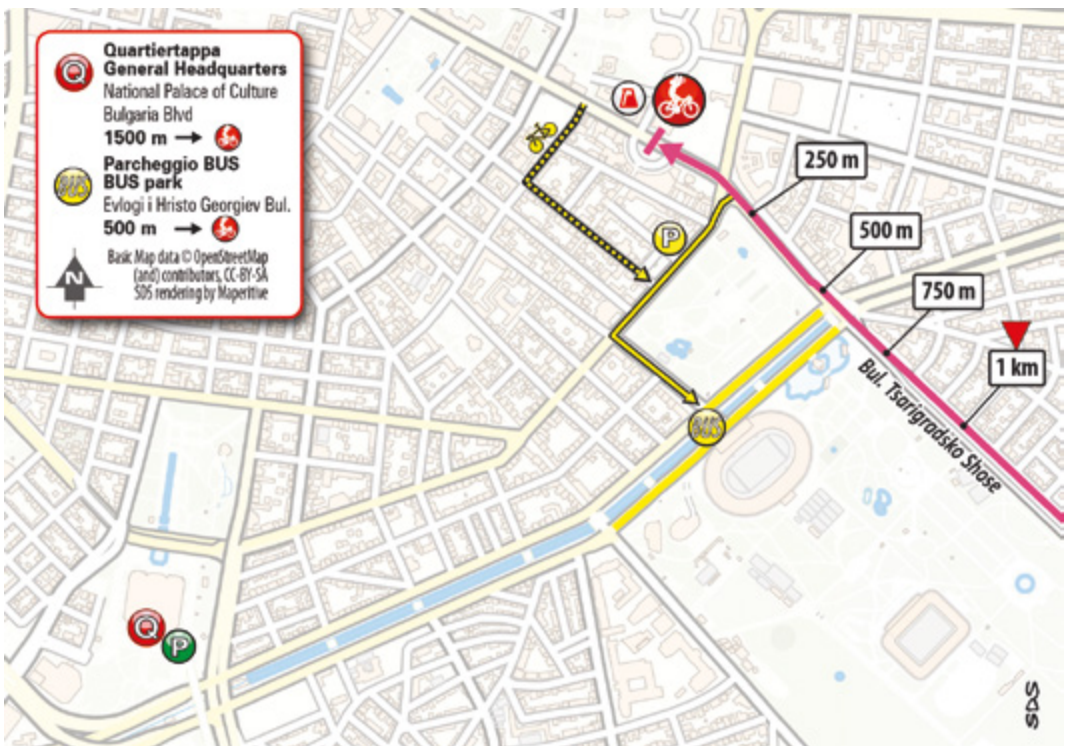 Quartiertappa
General Headquarters
National Palace of Culture
Bulgaria Blvd
1500 m
Parcheggio BUS
BUS park
Evlogi i Hristo Georgiev Bul.
500 m
Basic Map data © OpenStreetMap
(and) contributors, CC-BY-SA
SDS rendering by Maperitive
N
Q
BUS
250 m
500 m
750 m
1 km
Bul. Tsarigradsko Shose
P
BUS
Q
P
SDS